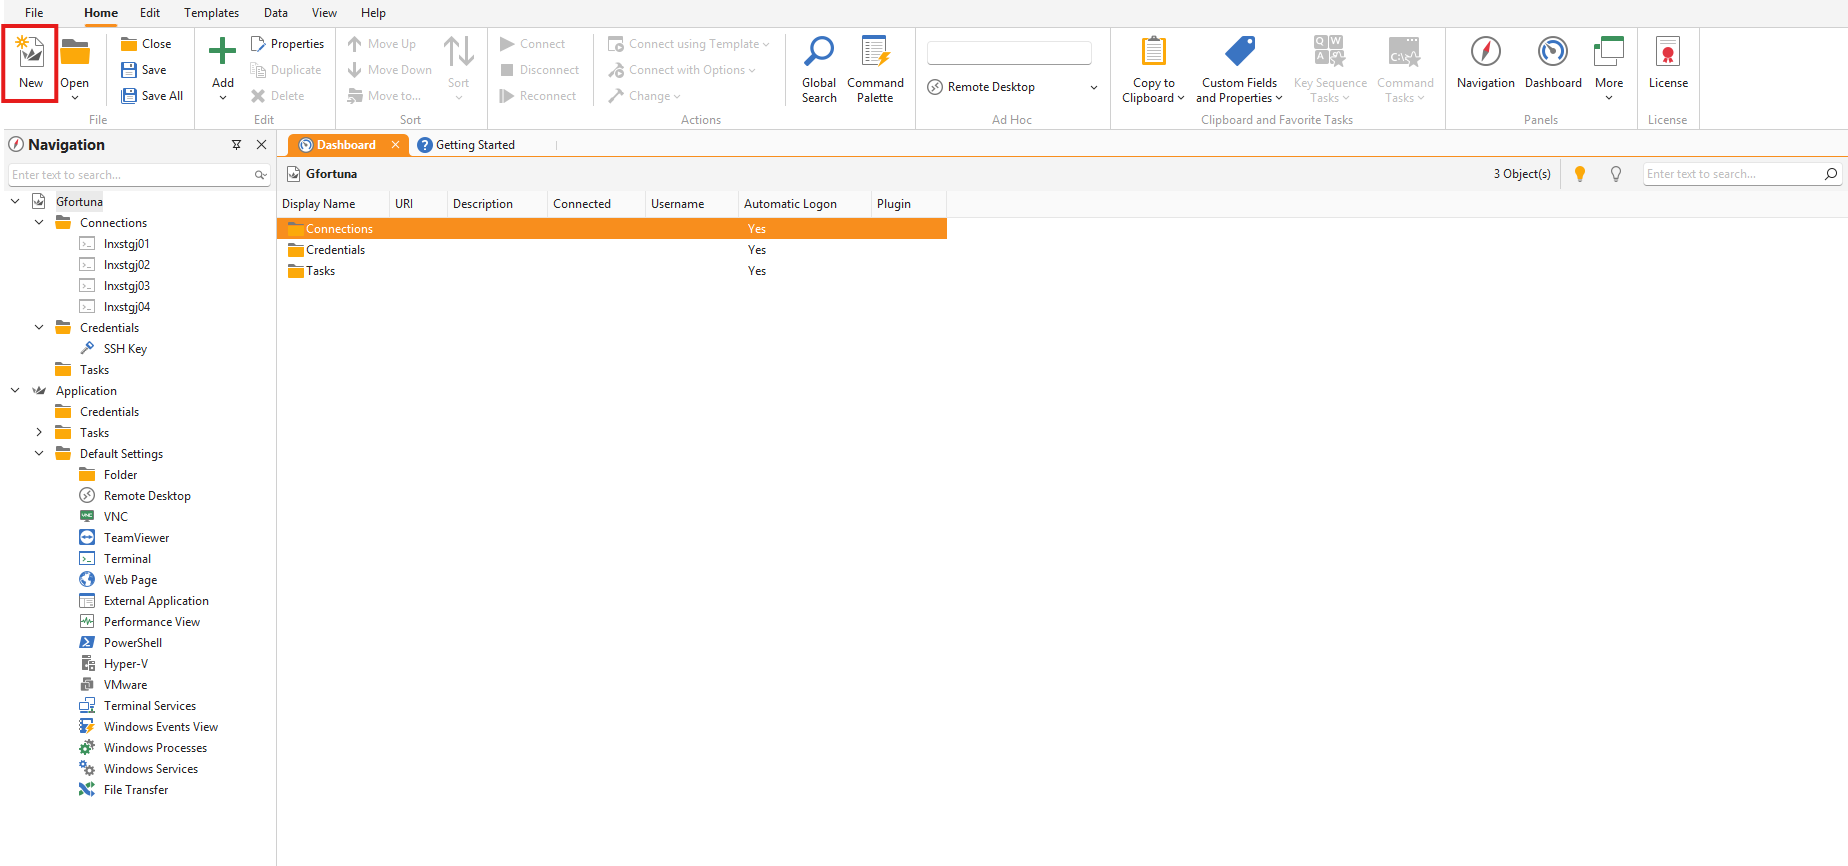 File Home Edit Templates Data View Help
New
Open
Close
Save
Save All
File
Add
Properties
Duplicate
Delete
Edit
Move Up
Move Down
Move to...
Sort
Sort
Connect
Disconnect
Reconnect
Connect using Template
Connect with Options
Change
Actions
Global Search
Command Palette
Remote Desktop
Ad Hoc
Copy to Clipboard
Custom Fields and Properties
Key Sequence Tasks
Command Tasks
Clipboard and Favorite Tasks
Navigation
Dashboard
More
Panels
License
License
Navigation
Enter text to search...
Gfortuna
Connections
lnxstgj01
lnxstgj02
lnxstgj03
lnxstgj04
Credentials
SSH Key
Tasks
Application
Credentials
Tasks
Default Settings
Folder
Remote Desktop
VNC
TeamViewer
Terminal
Web Page
External Application
Performance View
PowerShell
Hyper-V
VMware
Terminal Services
Windows Events View
Windows Processes
Windows Services
File Transfer
Dashboard
Getting Started
Gfortuna
3 Object(s)
Enter text to search...
Display Name URI Description Connected Username Automatic Logon Plugin
Connections Yes
Credentials Yes
Tasks Yes